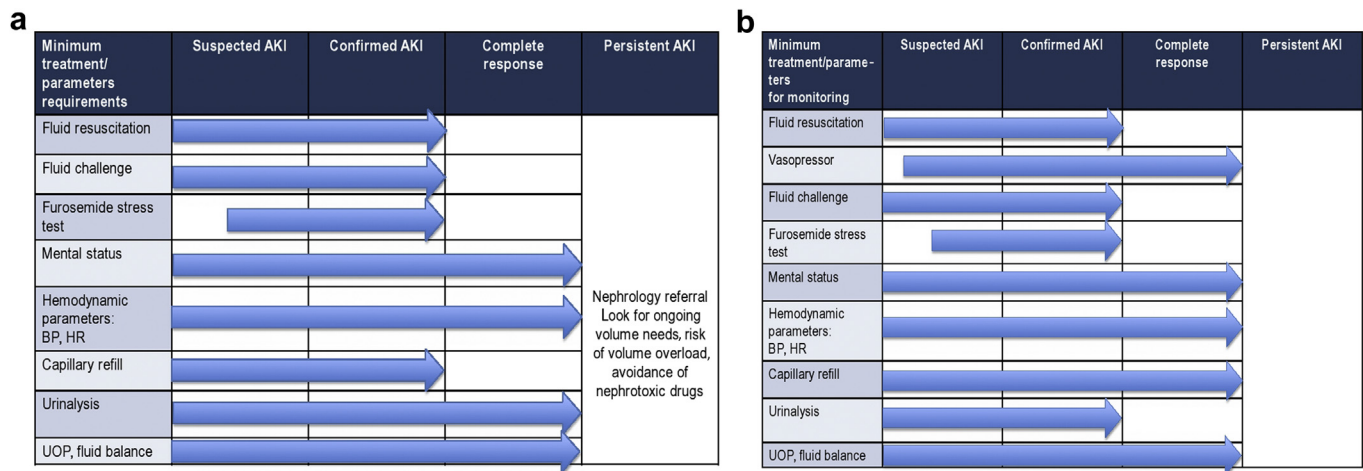 a
Minimum
treatment/
parameters
requirements
Suspected AKI
Confirmed AKI
Complete
response
Persistent AKI
Fluid resuscitation
Fluid challenge
Furosemide stress
test
Mental status
Hemodynamic
parameters:
BP, HR
Capillary refill
Urinalysis
UOP, fluid balance
Nephrology referral
Look for ongoing
volume needs, risk
of volume overload,
avoidance of
nephrotoxic drugs
b
Minimum
treatment/parame-
ters
for monitoring
Suspected AKI
Confirmed AKI
Complete
response
Persistent AKI
Fluid resuscitation
Vasopressor
Fluid challenge
Furosemide stress
test
Mental status
Hemodynamic
parameters:
BP, HR
Capillary refill
Urinalysis
UOP, fluid balance